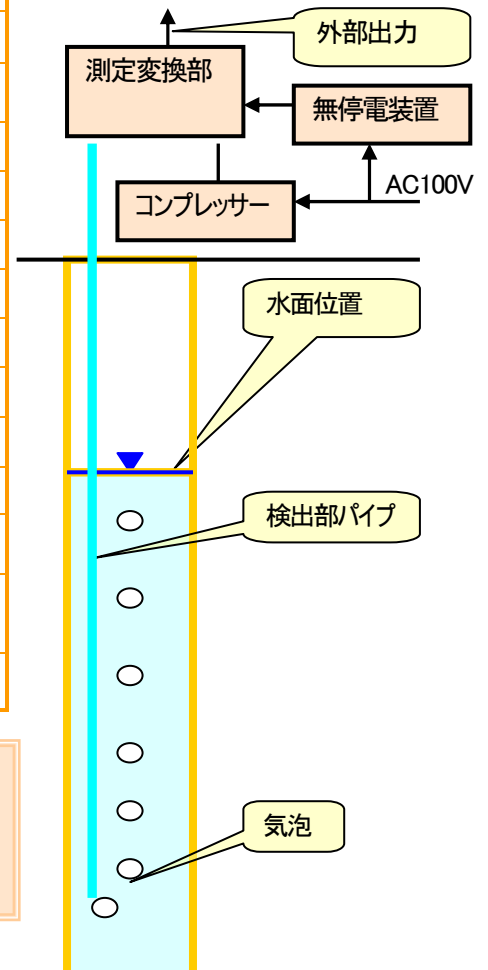 外部出力
測定変換部
無停電装置
AC100V
コンプレッサー
水面位置
検出部パイプ
気泡